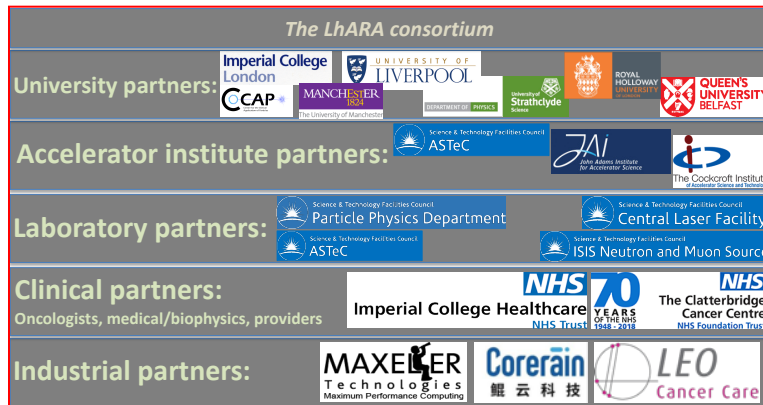 The LhARA consortium
University partners:
Imperial College
London
CCAP
UNIVERSITY OF
LIVERPOOL
MANCHESTER
1824
The University of Manchester
DEPARTMENT OF PHYSICS
University of
Strathclyde
Science
ROYAL
HOLLOWAY
UNIVERSITY
OF LONDON
QUEEN'S
UNIVERSITY
BELFAST
Accelerator institute partners:
Science & Technology Facilities Council
ASTeC
JAi
John Adams Institute
for Accelerator Science
The Cockcroft Institut
of Accelerator Science and Technolo
Laboratory partners:
Science & Technology Facilities Council
Particle Physics Department
Science & Technology Facilities Council
Central Laser Facility
Science & Technology Facilities Council
ASTeC
Science & Technology Facilities Council
ISIS Neutron and Muon Source
Clinical partners:
Oncologists, medical/biophysics, providers
NHS
Imperial College Healthcare
NHS Trust
70
YEARS
OF THE NHS
1948 - 2018
NHS
The Clatterbridge
Cancer Centre
NHS Foundation Trust
Industrial partners:
MAXELER
Technologies
Maximum Performance Computing
Corerain
鲲云科技
LEO
Cancer Care